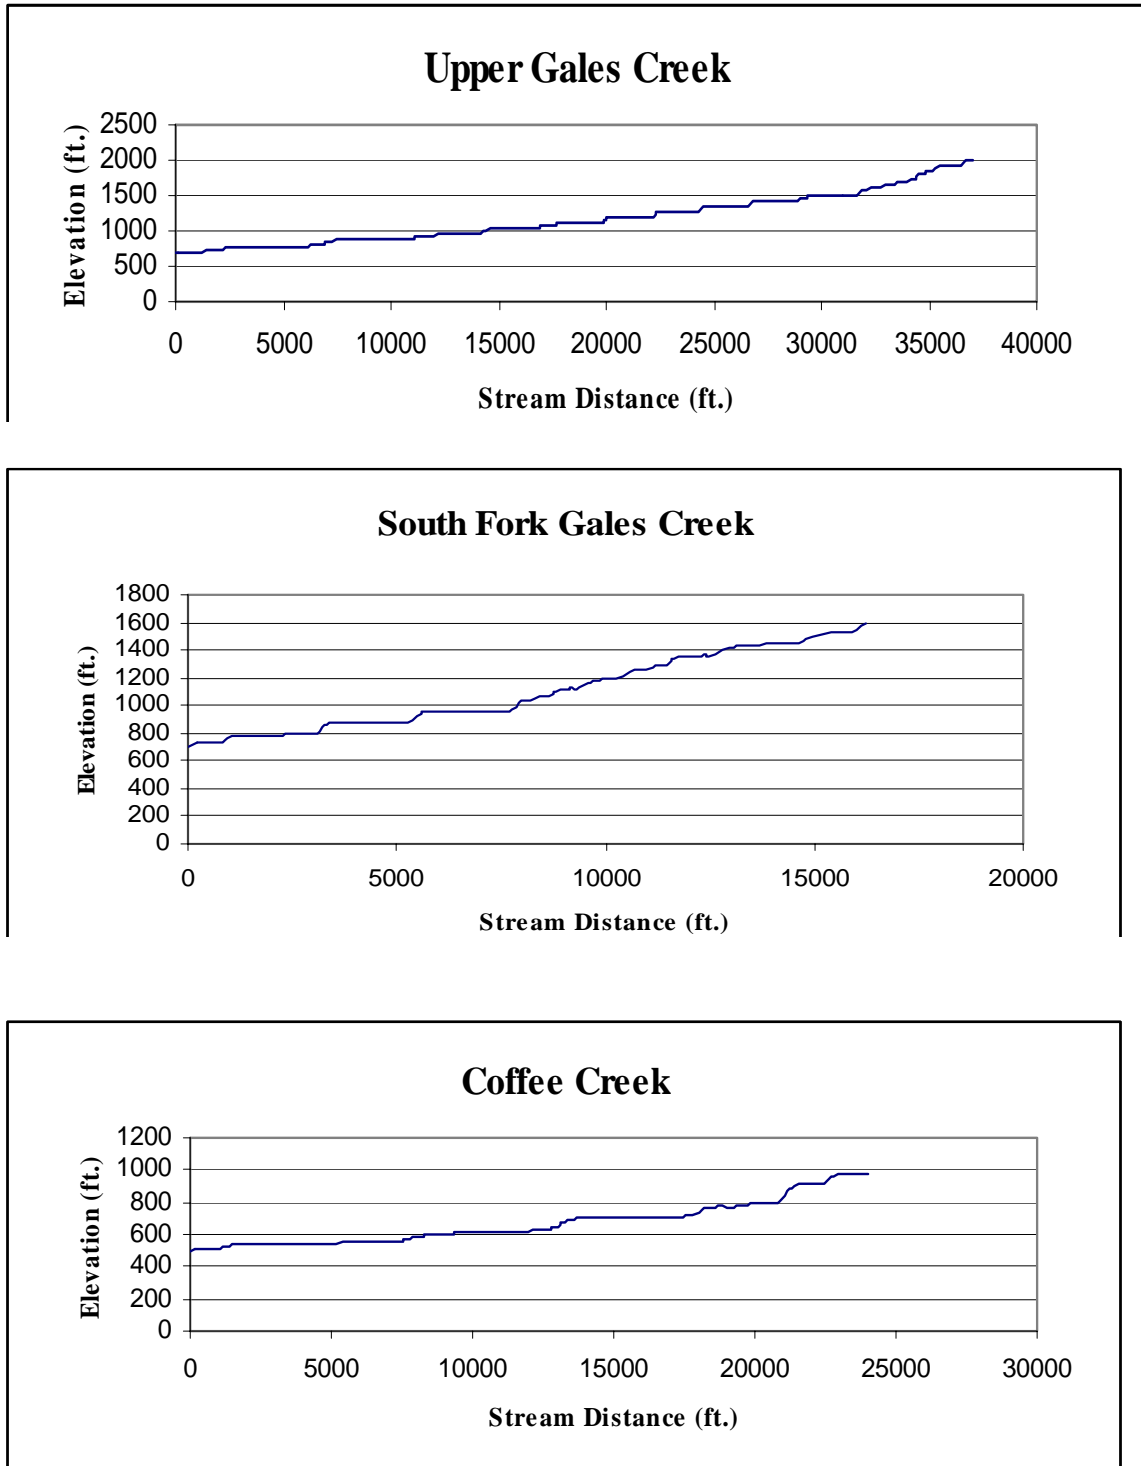 Upper Gales Creek
Elevation (ft.)
2500
2000
1500
1000
500
0
0 5000 10000 15000 20000 25000 30000 35000 40000
Stream Distance (ft.)
South Fork Gales Creek
Elevation (ft.)
1800
1600
1400
1200
1000
800
600
400
200
0
0 5000 10000 15000 20000
Stream Distance (ft.)
Coffee Creek
Elevation (ft.)
1200
1000
800
600
400
200
0
0 5000 10000 15000 20000 25000 30000
Stream Distance (ft.)